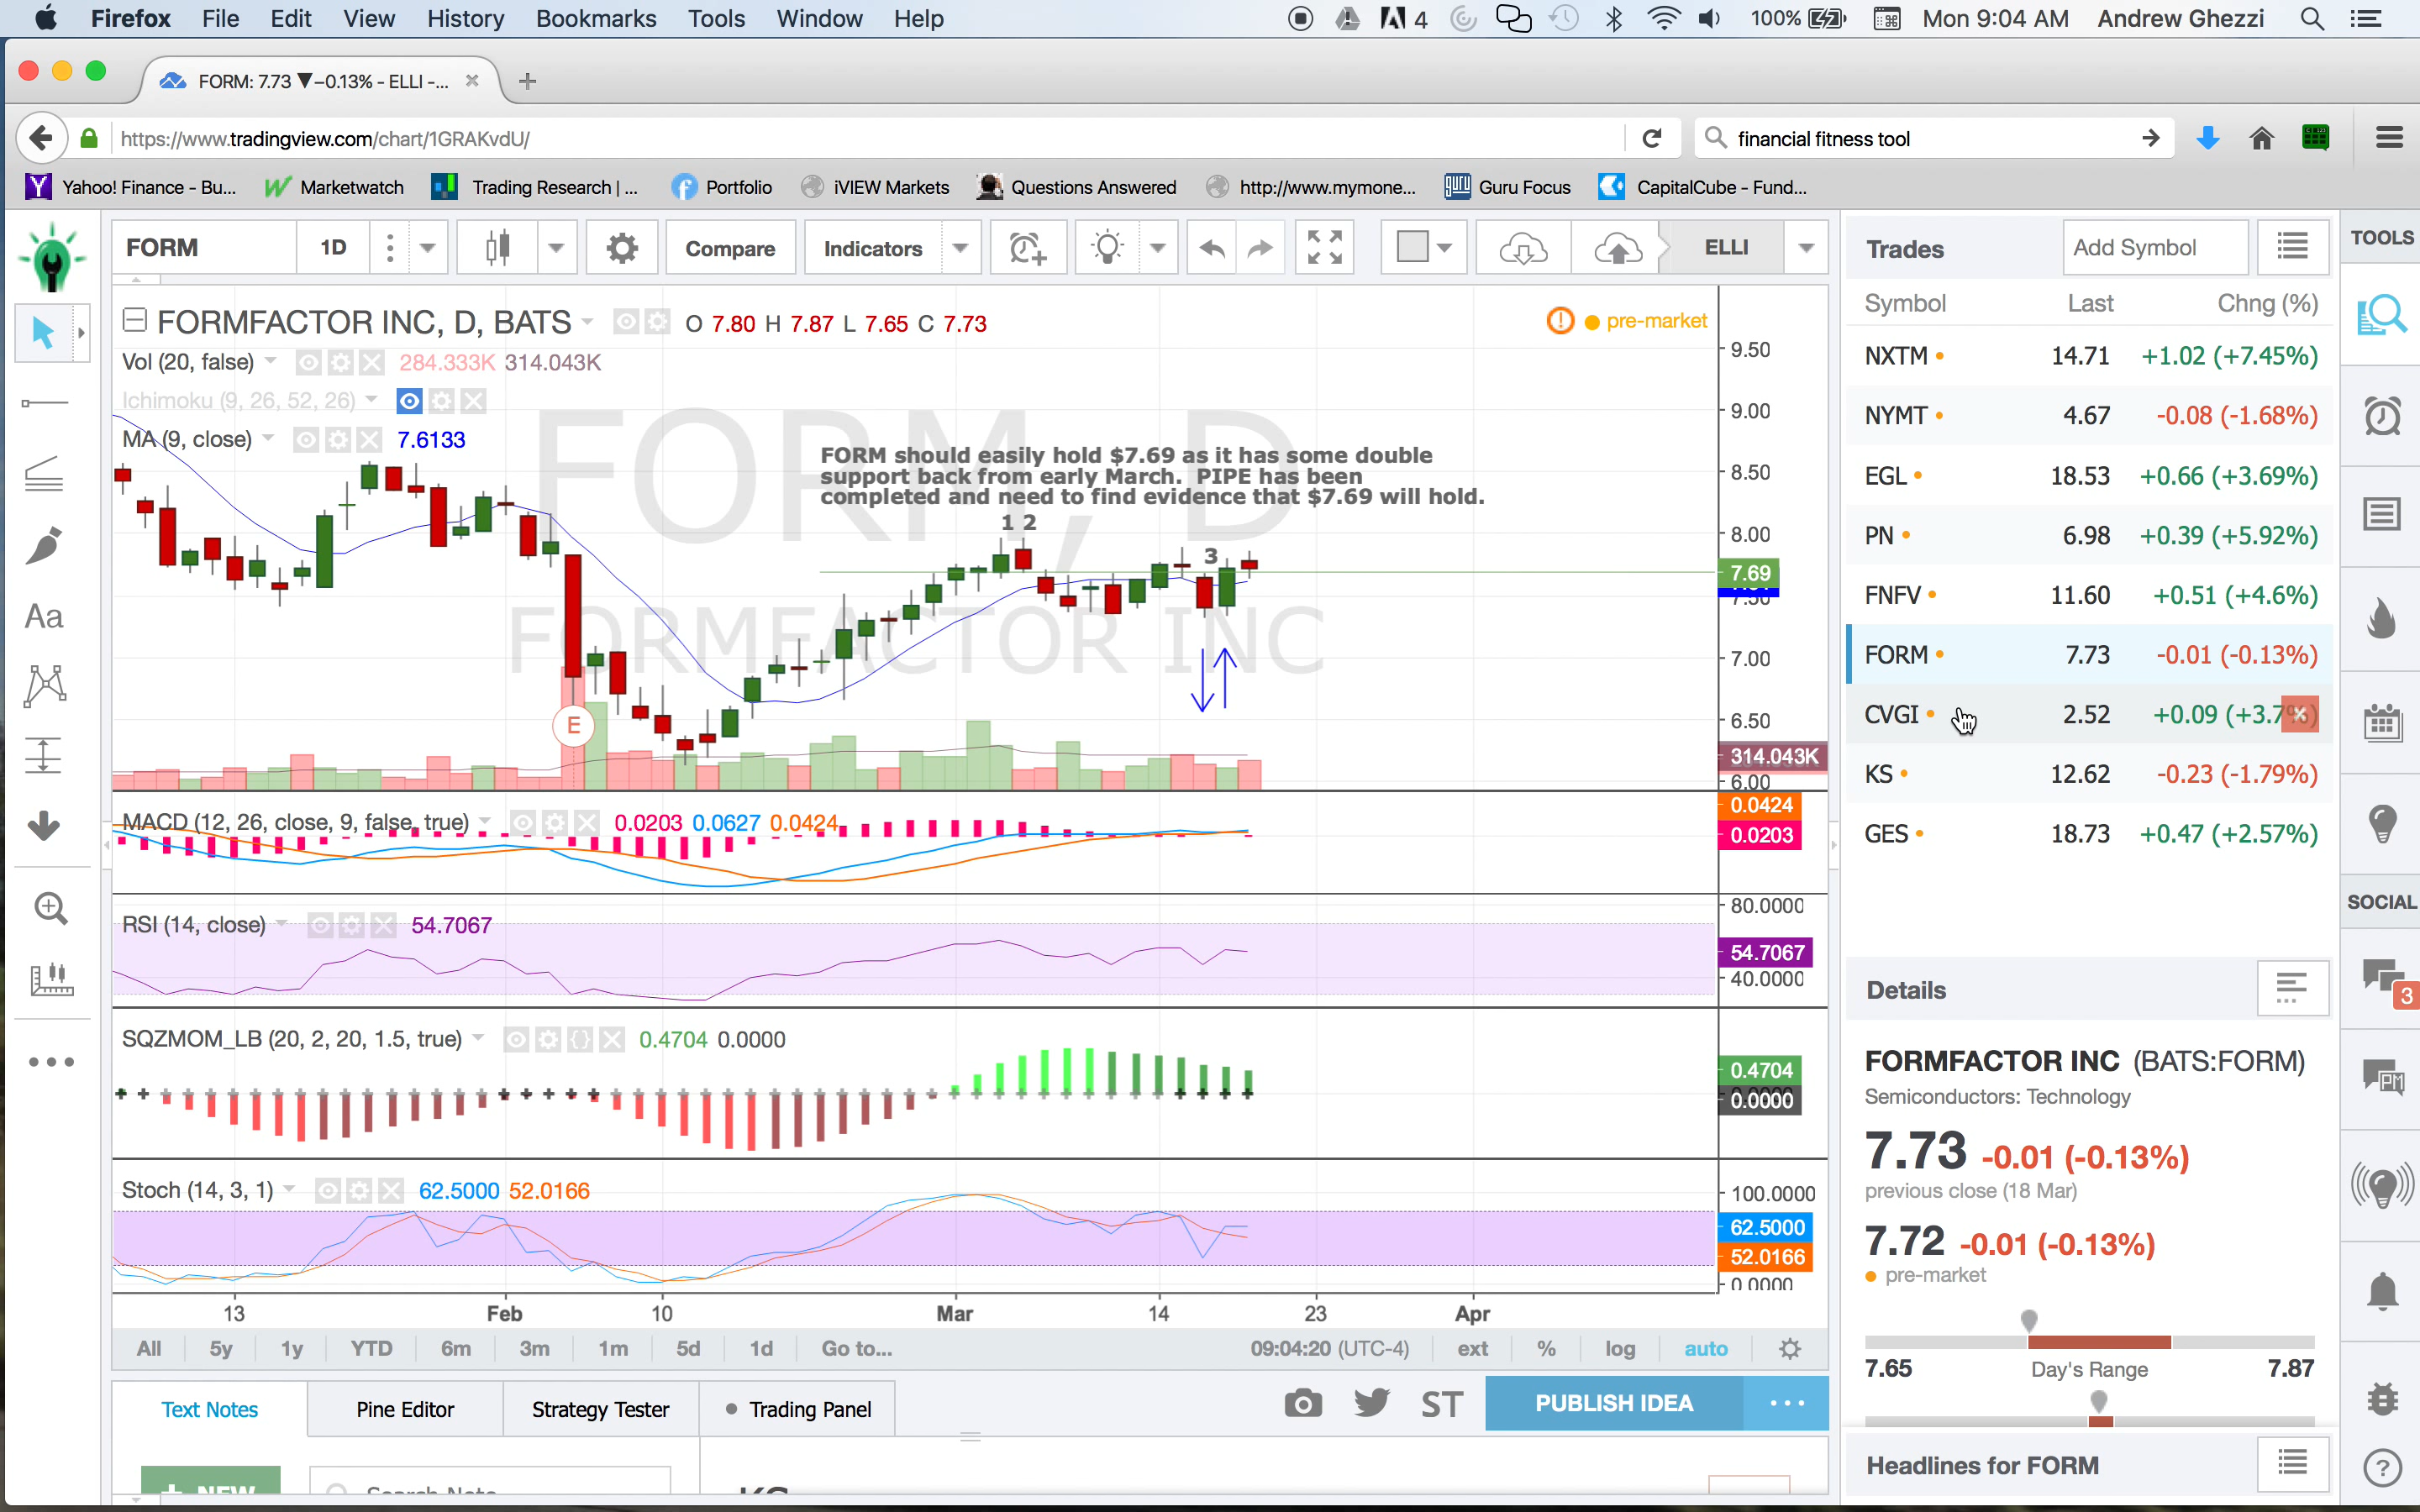 Firefox File Edit View History Bookmarks Tools Window Help 4 100% Mon 9:04 AM Andrew Ghezzi
FORM: 7.73 ▼−0.13% - ELLI -...
https://www.tradingview.com/chart/1GRAKvdU/ financial fitness tool
Yahoo! Finance - Bu... Marketwatch Trading Research | ... Portfolio iVIEW Markets Questions Answered http://www.mymone... Guru Focus CapitalCube - Fund...
FORM 1D Compare Indicators ELLI
Trades Add Symbol
TOOLS
Symbol Last Chng (%)
NXTM 14.71 +1.02 (+7.45%)
NYMT 4.67 -0.08 (-1.68%)
EGL 18.53 +0.66 (+3.69%)
PN 6.98 +0.39 (+5.92%)
FNFV 11.60 +0.51 (+4.6%)
FORM 7.73 -0.01 (-0.13%)
CVGI 2.52 +0.09 (+3.7
KS 12.62 -0.23 (-1.79%)
GES 18.73 +0.47 (+2.57%)
FORMFACTOR INC, D, BATS O 7.80 H 7.87 L 7.65 C 7.73
pre-market
Vol (20, false) 284.333K 314.043K
Ichimoku (9, 26, 52, 26)
MA (9, close) 7.6133
FORM, D
FORMFACTOR INC
FORM should easily hold $7.69 as it has some double
support back from early March. PIPE has been
completed and need to find evidence that $7.69 will hold.
1 2
3
E
9.50
9.00
8.50
8.00
7.69
7.50
7.00
6.50
314.043K
6.00
MACD (12, 26, close, 9, false, true) 0.0203 0.0627 0.0424
0.0424
0.0203
RSI (14, close) 54.7067
80.0000
54.7067
40.0000
SQZMOM_LB (20, 2, 20, 1.5, true) {} 0.4704 0.0000
0.4704
0.0000
Stoch (14, 3, 1) 62.5000 52.0166
100.0000
62.5000
52.0166
0.0000
13 Feb 10 Mar 14 23 Apr
All 5y 1y YTD 6m 3m 1m 5d 1d Go to... 09:04:20 (UTC-4) ext % log auto
Text Notes Pine Editor Strategy Tester Trading Panel ST PUBLISH IDEA ...
+ NEW Search Note
Aa
SOCIAL
3
PM
Details
FORMFACTOR INC (BATS:FORM)
Semiconductors: Technology
7.73 -0.01 (-0.13%)
previous close (18 Mar)
7.72 -0.01 (-0.13%)
pre-market
7.65 Day's Range 7.87
Headlines for FORM
?